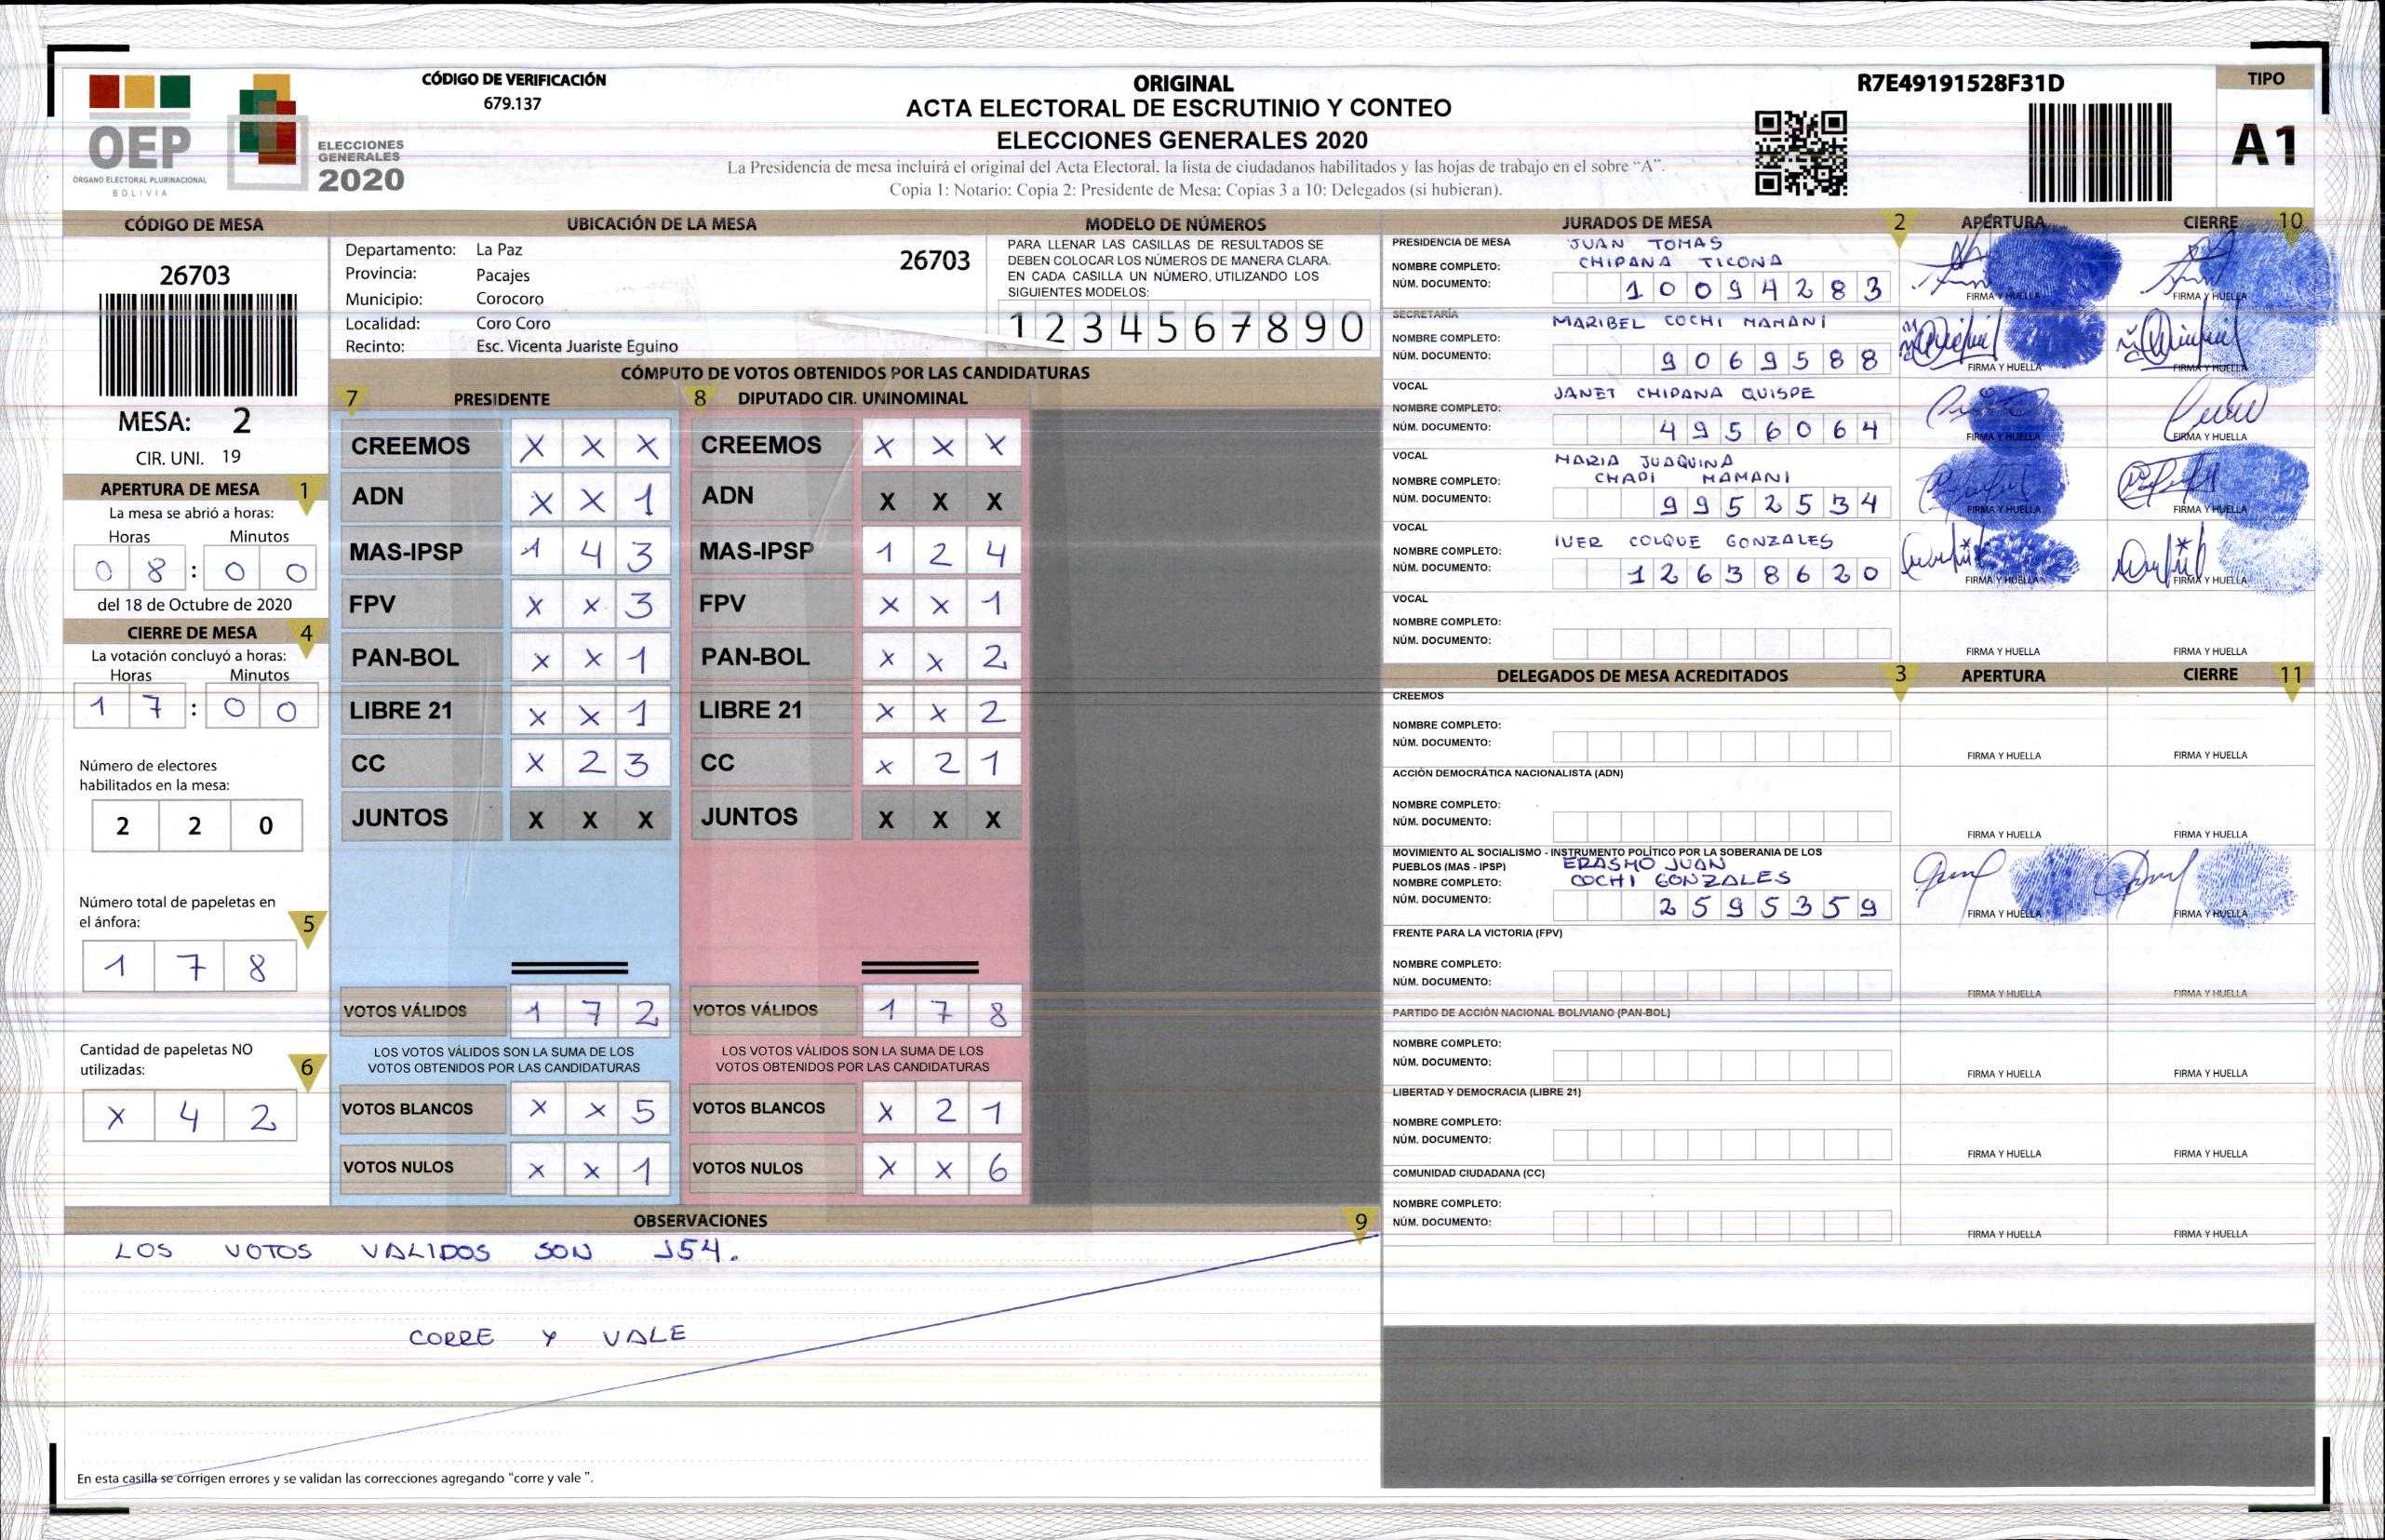 OEP
ÓRGANO ELECTORAL PLURINACIONAL
BOLIVIA
ELECCIONES
GENERALES
2020
CÓDIGO DE VERIFICACIÓN
679.137
ORIGINAL
ACTA ELECTORAL DE ESCRUTINIO Y CONTEO
ELECCIONES GENERALES 2020
La Presidencia de mesa incluirá el original del Acta Electoral, la lista de ciudadanos habilitados y las hojas de trabajo en el sobre “A”.
Copia 1: Notario; Copia 2: Presidente de Mesa; Copias 3 a 10: Delegados (si hubieran).
R7E49191528F31D
TIPO
A1
CÓDIGO DE MESA
26703
MESA: 2
CIR. UNI. 19
APERTURA DE MESA 1
La mesa se abrió a horas:
Horas Minutos
0 8 : 0 0
del 18 de Octubre de 2020
CIERRE DE MESA 4
La votación concluyó a horas:
Horas Minutos
1 7 : 0 0
Número de electores
habilitados en la mesa:
2 2 0
Número total de papeletas en
el ánfora: 5
1 7 8
Cantidad de papeletas NO
utilizadas: 6
X 4 2
UBICACIÓN DE LA MESA
Departamento: La Paz
26703
Provincia: Pacajes
Municipio: Corocoro
Localidad: Coro Coro
Recinto: Esc. Vicenta Juariste Eguino
MODELO DE NÚMEROS
PARA LLENAR LAS CASILLAS DE RESULTADOS SE
DEBEN COLOCAR LOS NÚMEROS DE MANERA CLARA.
EN CADA CASILLA UN NÚMERO, UTILIZANDO LOS
SIGUIENTES MODELOS:
1 2 3 4 5 6 7 8 9 0
CÓMPUTO DE VOTOS OBTENIDOS POR LAS CANDIDATURAS
7 PRESIDENTE 8 DIPUTADO CIR. UNINOMINAL
CREEMOS X X X CREEMOS X X X
ADN X X 1 ADN X X X
MAS-IPSP 1 4 3 MAS-IPSP 1 2 4
FPV X X 3 FPV X X 1
PAN-BOL X X 1 PAN-BOL X X 2
LIBRE 21 X X 1 LIBRE 21 X X 2
CC X 2 3 CC X 2 1
JUNTOS X X X JUNTOS X X X
VOTOS VÁLIDOS 1 7 2 VOTOS VÁLIDOS 1 7 8
LOS VOTOS VÁLIDOS SON LA SUMA DE LOS LOS VOTOS VÁLIDOS SON LA SUMA DE LOS
VOTOS OBTENIDOS POR LAS CANDIDATURAS VOTOS OBTENIDOS POR LAS CANDIDATURAS
VOTOS BLANCOS X X 5 VOTOS BLANCOS X 2 1
VOTOS NULOS X X 1 VOTOS NULOS X X 6
OBSERVACIONES 9
LOS VOTOS VALIDOS SON 154.
CORRE Y VALE
En esta casilla se corrigen errores y se validan las correcciones agregando “corre y vale ”.
JURADOS DE MESA 2 APERTURA CIERRE 10
PRESIDENCIA DE MESA JUAN TOMAS
NOMBRE COMPLETO: CHIPANA TICONA
NÚM. DOCUMENTO: 1 0 0 9 4 2 8 3
FIRMA Y HUELLA FIRMA Y HUELLA
SECRETARÍA
MARIBEL COCHI MAMANI
NOMBRE COMPLETO:
NÚM. DOCUMENTO: 9 0 6 9 5 8 8
FIRMA Y HUELLA FIRMA Y HUELLA
VOCAL
JANET CHIPANA QUISPE
NOMBRE COMPLETO:
NÚM. DOCUMENTO: 4 9 5 6 0 6 4
FIRMA Y HUELLA FIRMA Y HUELLA
VOCAL
MARIA JUAQUINA
CHAPI MAMANI
NOMBRE COMPLETO:
NÚM. DOCUMENTO: 9 9 5 2 5 3 4
FIRMA Y HUELLA FIRMA Y HUELLA
VOCAL
IVER COLQUE GONZALES
NOMBRE COMPLETO:
NÚM. DOCUMENTO: 1 2 6 3 8 6 2 0
FIRMA Y HUELLA FIRMA Y HUELLA
VOCAL
NOMBRE COMPLETO:
NÚM. DOCUMENTO:
FIRMA Y HUELLA FIRMA Y HUELLA
DELEGADOS DE MESA ACREDITADOS 3 APERTURA CIERRE 11
CREEMOS
NOMBRE COMPLETO:
NÚM. DOCUMENTO:
FIRMA Y HUELLA FIRMA Y HUELLA
ACCIÓN DEMOCRÁTICA NACIONALISTA (ADN)
NOMBRE COMPLETO:
NÚM. DOCUMENTO:
FIRMA Y HUELLA FIRMA Y HUELLA
MOVIMIENTO AL SOCIALISMO - INSTRUMENTO POLÍTICO POR LA SOBERANIA DE LOS
PUEBLOS (MAS - IPSP) ERASMO JUAN
NOMBRE COMPLETO: COCHI GONZALES
NÚM. DOCUMENTO: 2 5 9 5 3 5 9
FIRMA Y HUELLA FIRMA Y HUELLA
FRENTE PARA LA VICTORIA (FPV)
NOMBRE COMPLETO:
NÚM. DOCUMENTO:
FIRMA Y HUELLA FIRMA Y HUELLA
PARTIDO DE ACCIÓN NACIONAL BOLIVIANO (PAN-BOL)
NOMBRE COMPLETO:
NÚM. DOCUMENTO:
FIRMA Y HUELLA FIRMA Y HUELLA
LIBERTAD Y DEMOCRACIA (LIBRE 21)
NOMBRE COMPLETO:
NÚM. DOCUMENTO:
FIRMA Y HUELLA FIRMA Y HUELLA
COMUNIDAD CIUDADANA (CC)
NOMBRE COMPLETO:
NÚM. DOCUMENTO:
FIRMA Y HUELLA FIRMA Y HUELLA